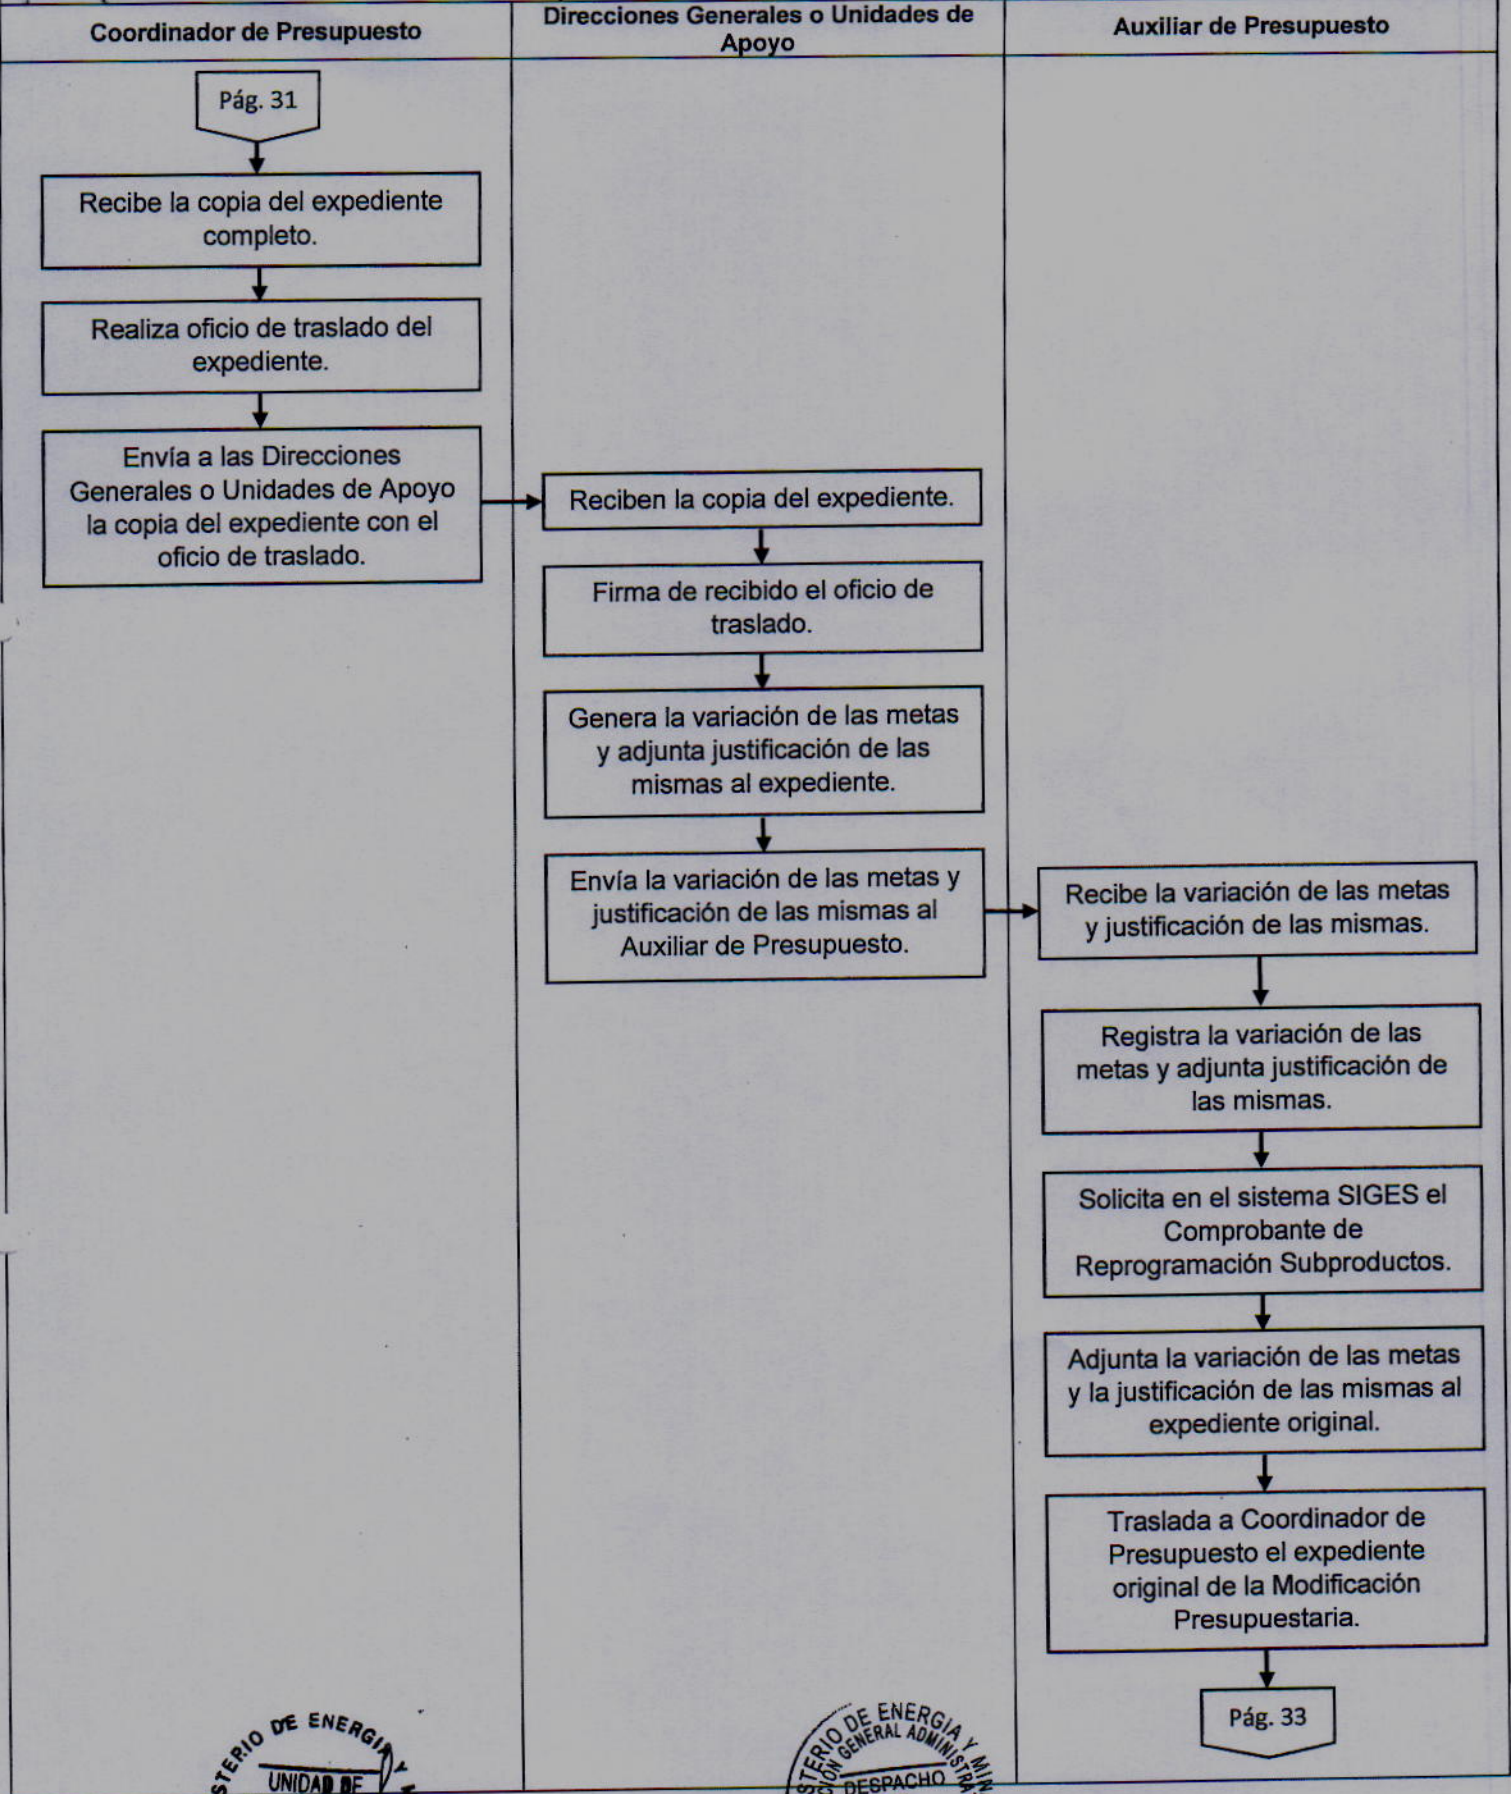 Coordinador de Presupuesto
Direcciones Generales o Unidades de
Apoyo
Auxiliar de Presupuesto
Pág. 31
Recibe la copia del expediente
completo.
Realiza oficio de traslado del
expediente.
Envía a las Direcciones
Generales o Unidades de Apoyo
la copia del expediente con el
oficio de traslado.
Reciben la copia del expediente.
Firma de recibido el oficio de
traslado.
Genera la variación de las metas
y adjunta justificación de las
mismas al expediente.
Envía la variación de las metas y
justificación de las mismas al
Auxiliar de Presupuesto.
Recibe la variación de las metas
y justificación de las mismas.
Registra la variación de las
metas y adjunta justificación de
las mismas.
Solicita en el sistema SIGES el
Comprobante de
Reprogramación Subproductos.
Adjunta la variación de las metas
y la justificación de las mismas al
expediente original.
Traslada a Coordinador de
Presupuesto el expediente
original de la Modificación
Presupuestaria.
Pág. 33
STERIO DE ENERGIA Y
UNIDAD DE
STERIO DE ENERGIA Y MIN
CIÓN GENERAL ADMINISTRA
DESPACHO